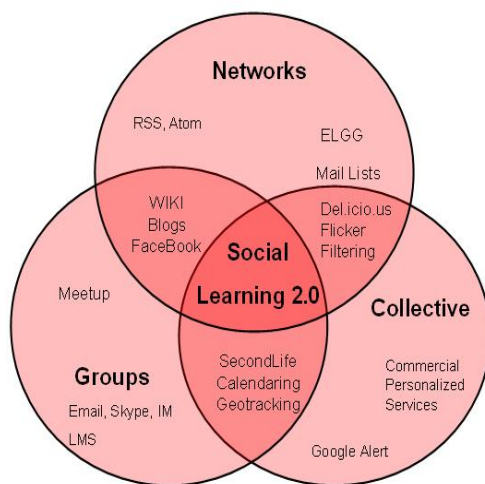 Networks
RSS, Atom
ELGG
Mail Lists
WIKI
Blogs
FaceBook
Del.icio.us
Flicker
Filtering
Social
Learning 2.0
Meetup
Collective
Groups
Email, Skype, IM
LMS
SecondLife
Calendaring
Geotracking
Commercial
Personalized
Services
Google Alert